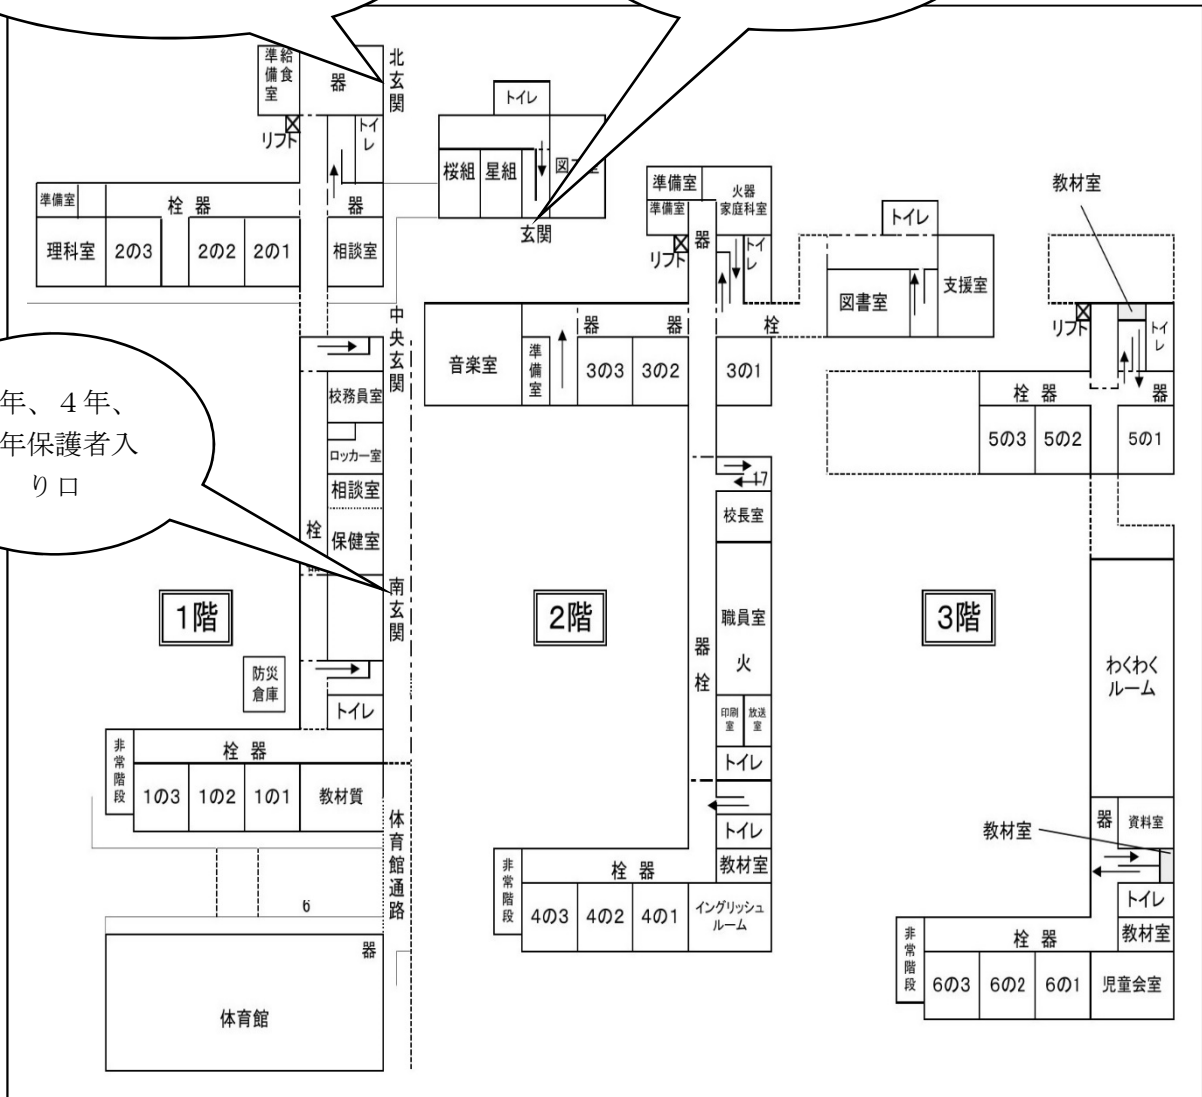 準備室
給食
器
北玄関
リフト
トイレ
トイレ
桜組
星組
玄関
準備室
栓 器
器
理科室
2の3
2の2
2の1
相談室
中央玄関
校務員室
ロッカー室
相談室
保健室
栓
南玄関
年、４年、
年保護者入
り口
1階
防災
倉庫
トイレ
非常階段
栓 器
1の3
1の2
1の1
教材質
体育館通路
6
器
体育館
準備室
準備室
火器
家庭科室
器
リフト
トイレ
音楽室
準備室
器
器
栓
3の3
3の2
3の1
トイレ
図書室
支援室
17
校長室
2階
職員室
火
器
栓
印刷室
放送室
トイレ
トイレ
教材室
非常階段
栓 器
4の3
4の2
4の1
イングリッシュ
ルーム
教材室
リフト
トイレ
栓 器
器
5の3
5の2
5の1
3階
わくわく
ルーム
教材室
器
資料室
トイレ
教材室
非常階段
栓 器
6の3
6の2
6の1
児童会室